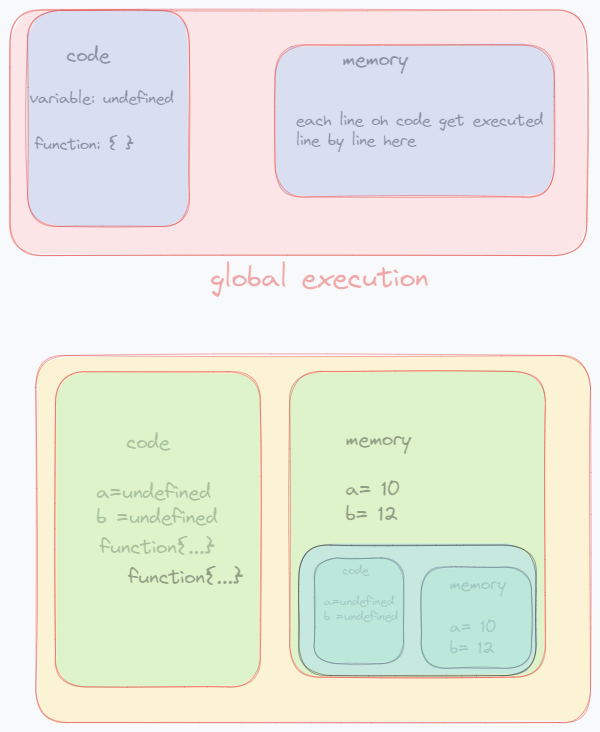 code
variable: undefined
function: { }
memory
each line oh code get executed
line by line here
global execution
code
a=undefined
b =undefined
function{...}
function{...}
memory
a= 10
b= 12
code
a=undefined
b =undefined
memory
a= 10
b= 12